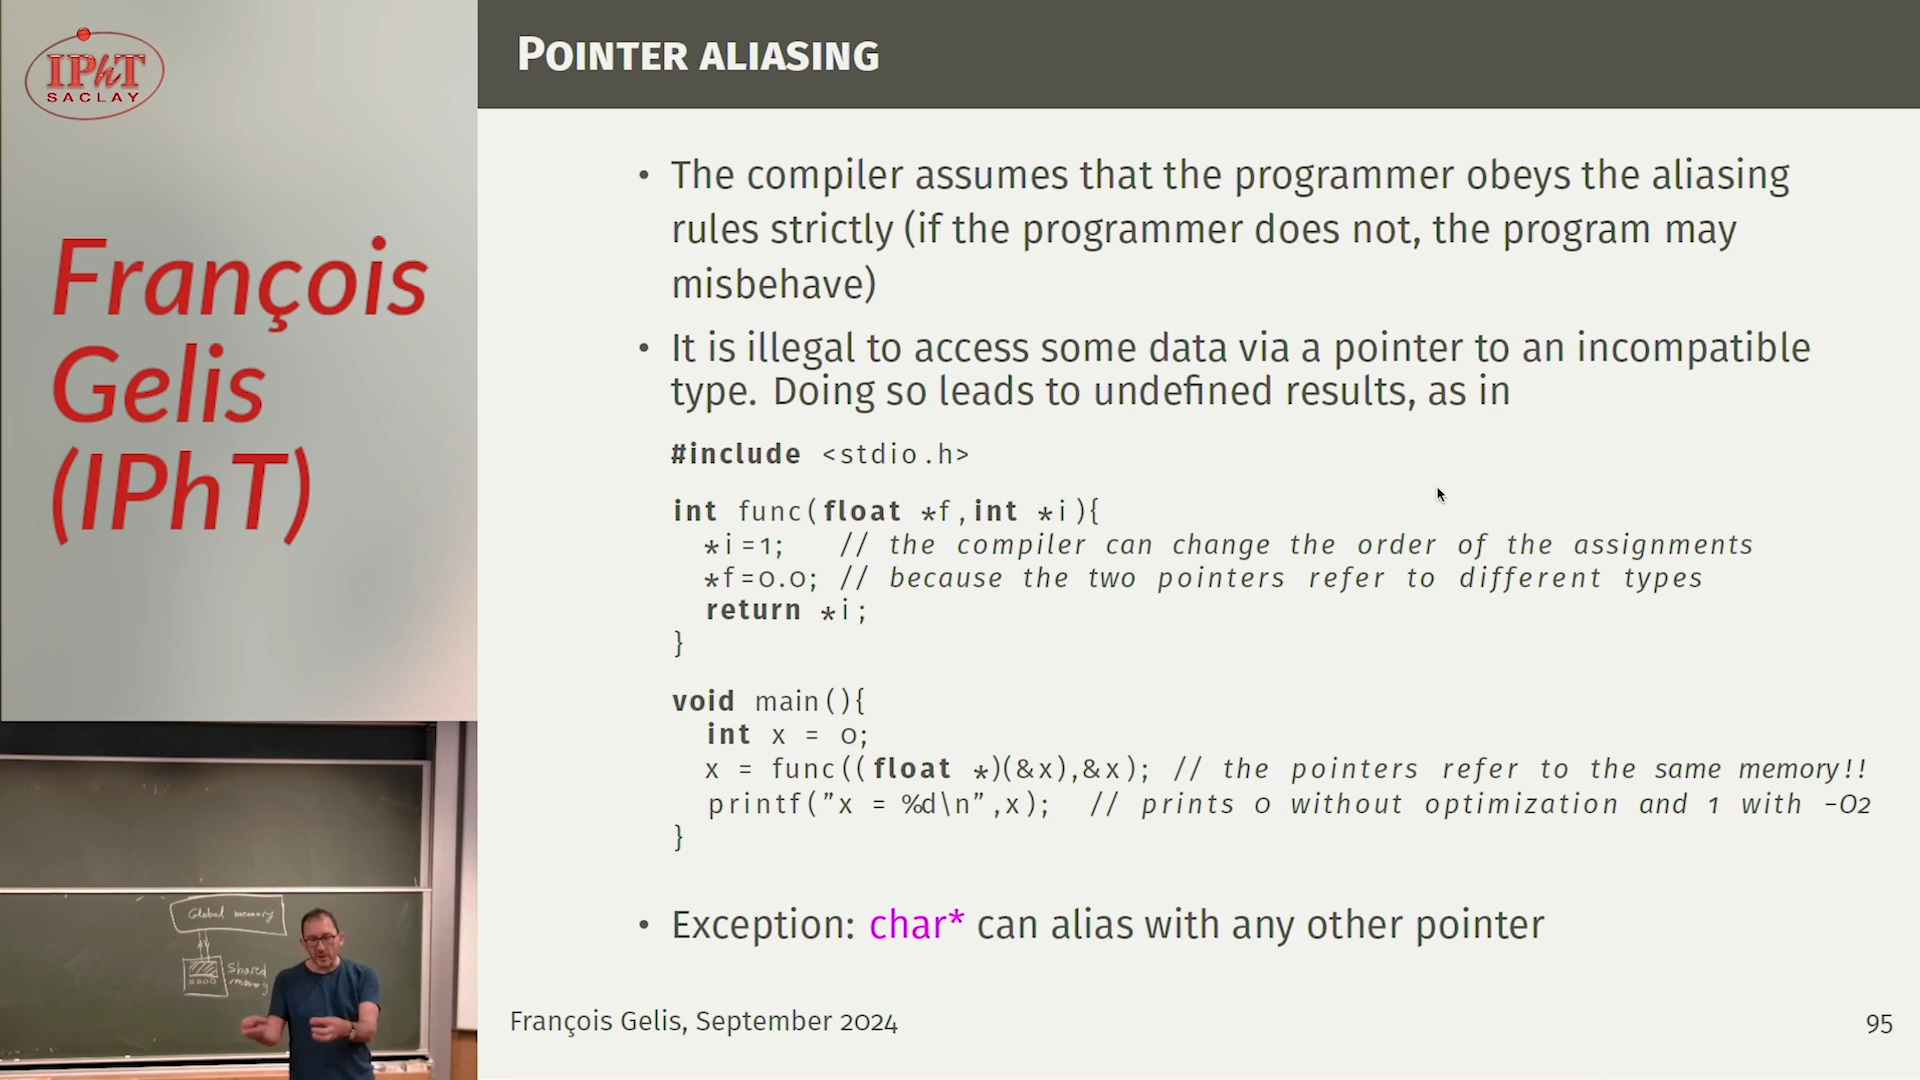 IPhT
SACLAY
François
Gelis
(IPhT)
POINTER ALIASING
• The compiler assumes that the programmer obeys the aliasing
rules strictly (if the programmer does not, the program may
misbehave)
• It is illegal to access some data via a pointer to an incompatible
type. Doing so leads to undefined results, as in
#include <stdio.h>
int func(float *f,int *i){
*i=1; // the compiler can change the order of the assignments
*f=0.0; // because the two pointers refer to different types
return *i;
}
void main(){
int x = 0;
x = func((float *)(&x),&x); // the pointers refer to the same memory!!
printf("x = %d\n",x); // prints 0 without optimization and 1 with -O2
}
• Exception: char* can alias with any other pointer
François Gelis, September 2024
95
Global memory
Shared
memory